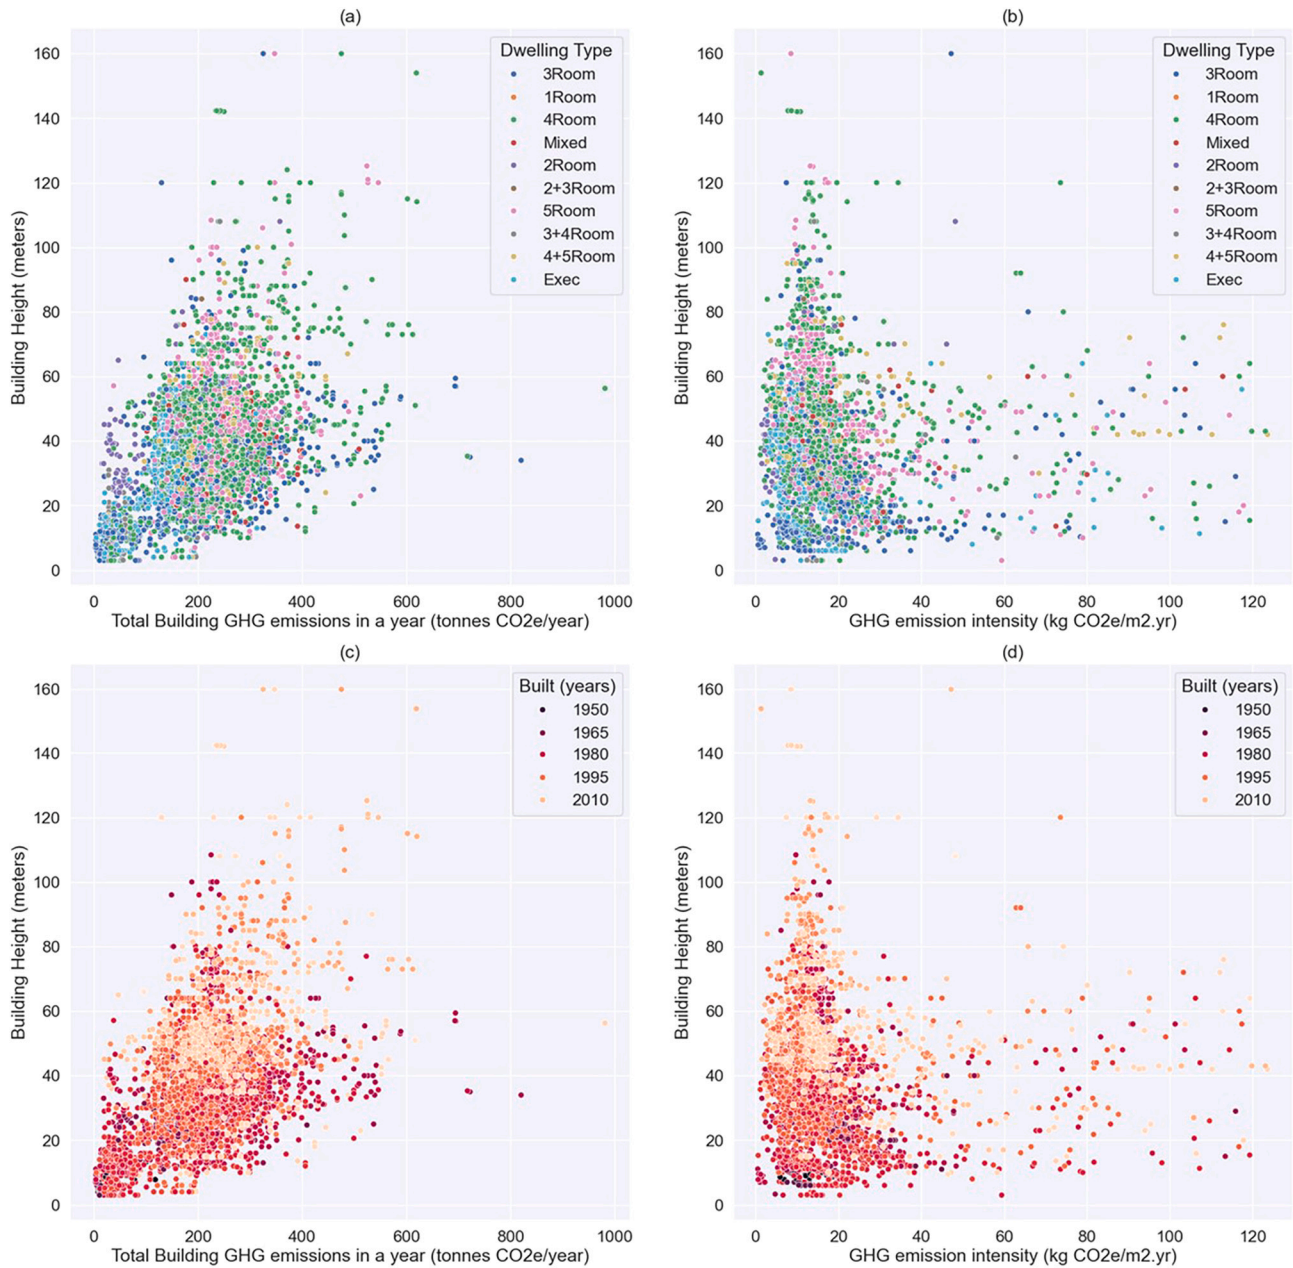 (a)
160
140
120
100
80
60
40
20
0
Building Height (meters)
Dwelling Type
3Room
1Room
4Room
Mixed
2Room
2+3Room
5Room
3+4Room
4+5Room
Exec
0 200 400 600 800 1000
Total Building GHG emissions in a year (tonnes CO2e/year)
(b)
160
140
120
100
80
60
40
20
0
Building Height (meters)
Dwelling Type
3Room
1Room
4Room
Mixed
2Room
2+3Room
5Room
3+4Room
4+5Room
Exec
0 20 40 60 80 100 120
GHG emission intensity (kg CO2e/m2.yr)
(c)
160
140
120
100
80
60
40
20
0
Building Height (meters)
Built (years)
1950
1965
1980
1995
2010
0 200 400 600 800 1000
Total Building GHG emissions in a year (tonnes CO2e/year)
(d)
160
140
120
100
80
60
40
20
0
Building Height (meters)
Built (years)
1950
1965
1980
1995
2010
0 20 40 60 80 100 120
GHG emission intensity (kg CO2e/m2.yr)